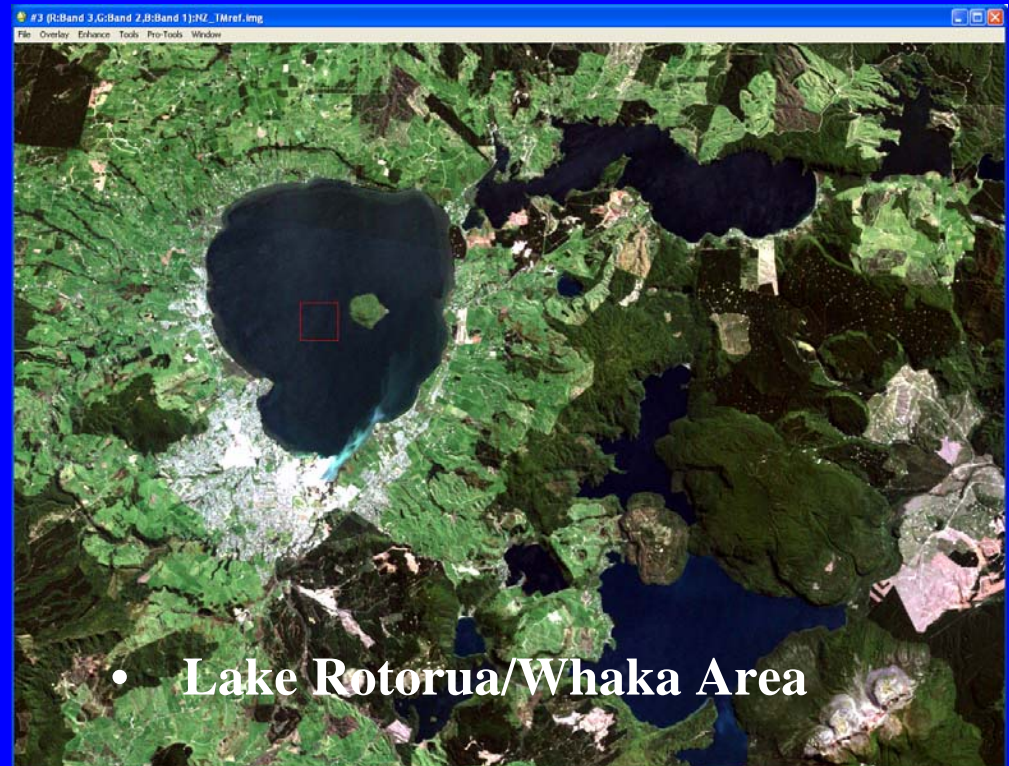 #3 (R:Band 3,G:Band 2,B:Band 1):NZ_TMref.img
File Overlay Enhance Tools Pro-Tools Window
• Lake Rotorua/Whaka Area